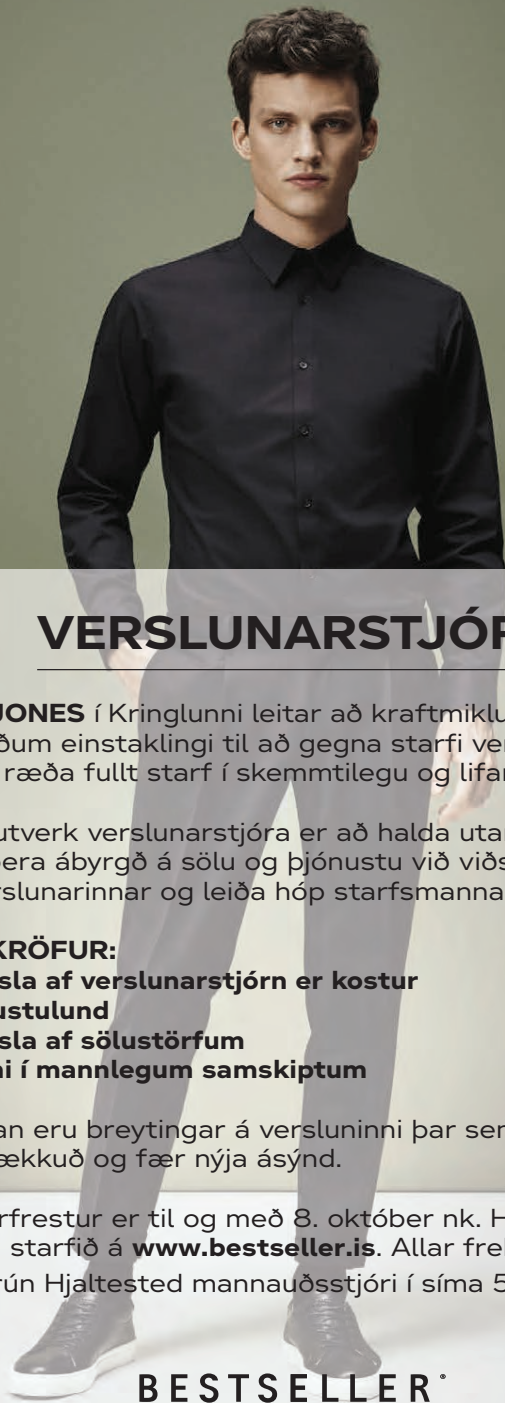 VERSLUNARSTJÓR
JONES í Kringlunni leitar að kraftmiklu
ðum einstaklingi til að gegna starfi ver
ræða fullt starf í skemmtilegu og lifan
utverk verslunarstjóra er að halda utan
bera ábyrgð á sölu og þjónustu við viðs
rslunarinnar og leiða hóp starfsmanna
KRÖFUR:
sla af verslunarstjórn er kostur
ustulund
sla af sölustörfum
ni í mannlegum samskiptum
an eru breytingar á versluninni þar sem
ækkuð og fær nýja ásýnd.
rfrestur er til og með 8. október nk. H
starfið á www.bestseller.is. Allar frek
rún Hjaltested mannauðsstjóri í síma 5
BESTSELLER